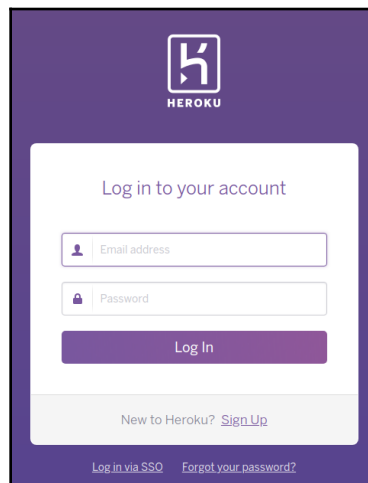 HEROKU
Log in to your account
Email address
Password
Log In
New to Heroku? Sign Up
Log in via SSO Forgot your password?